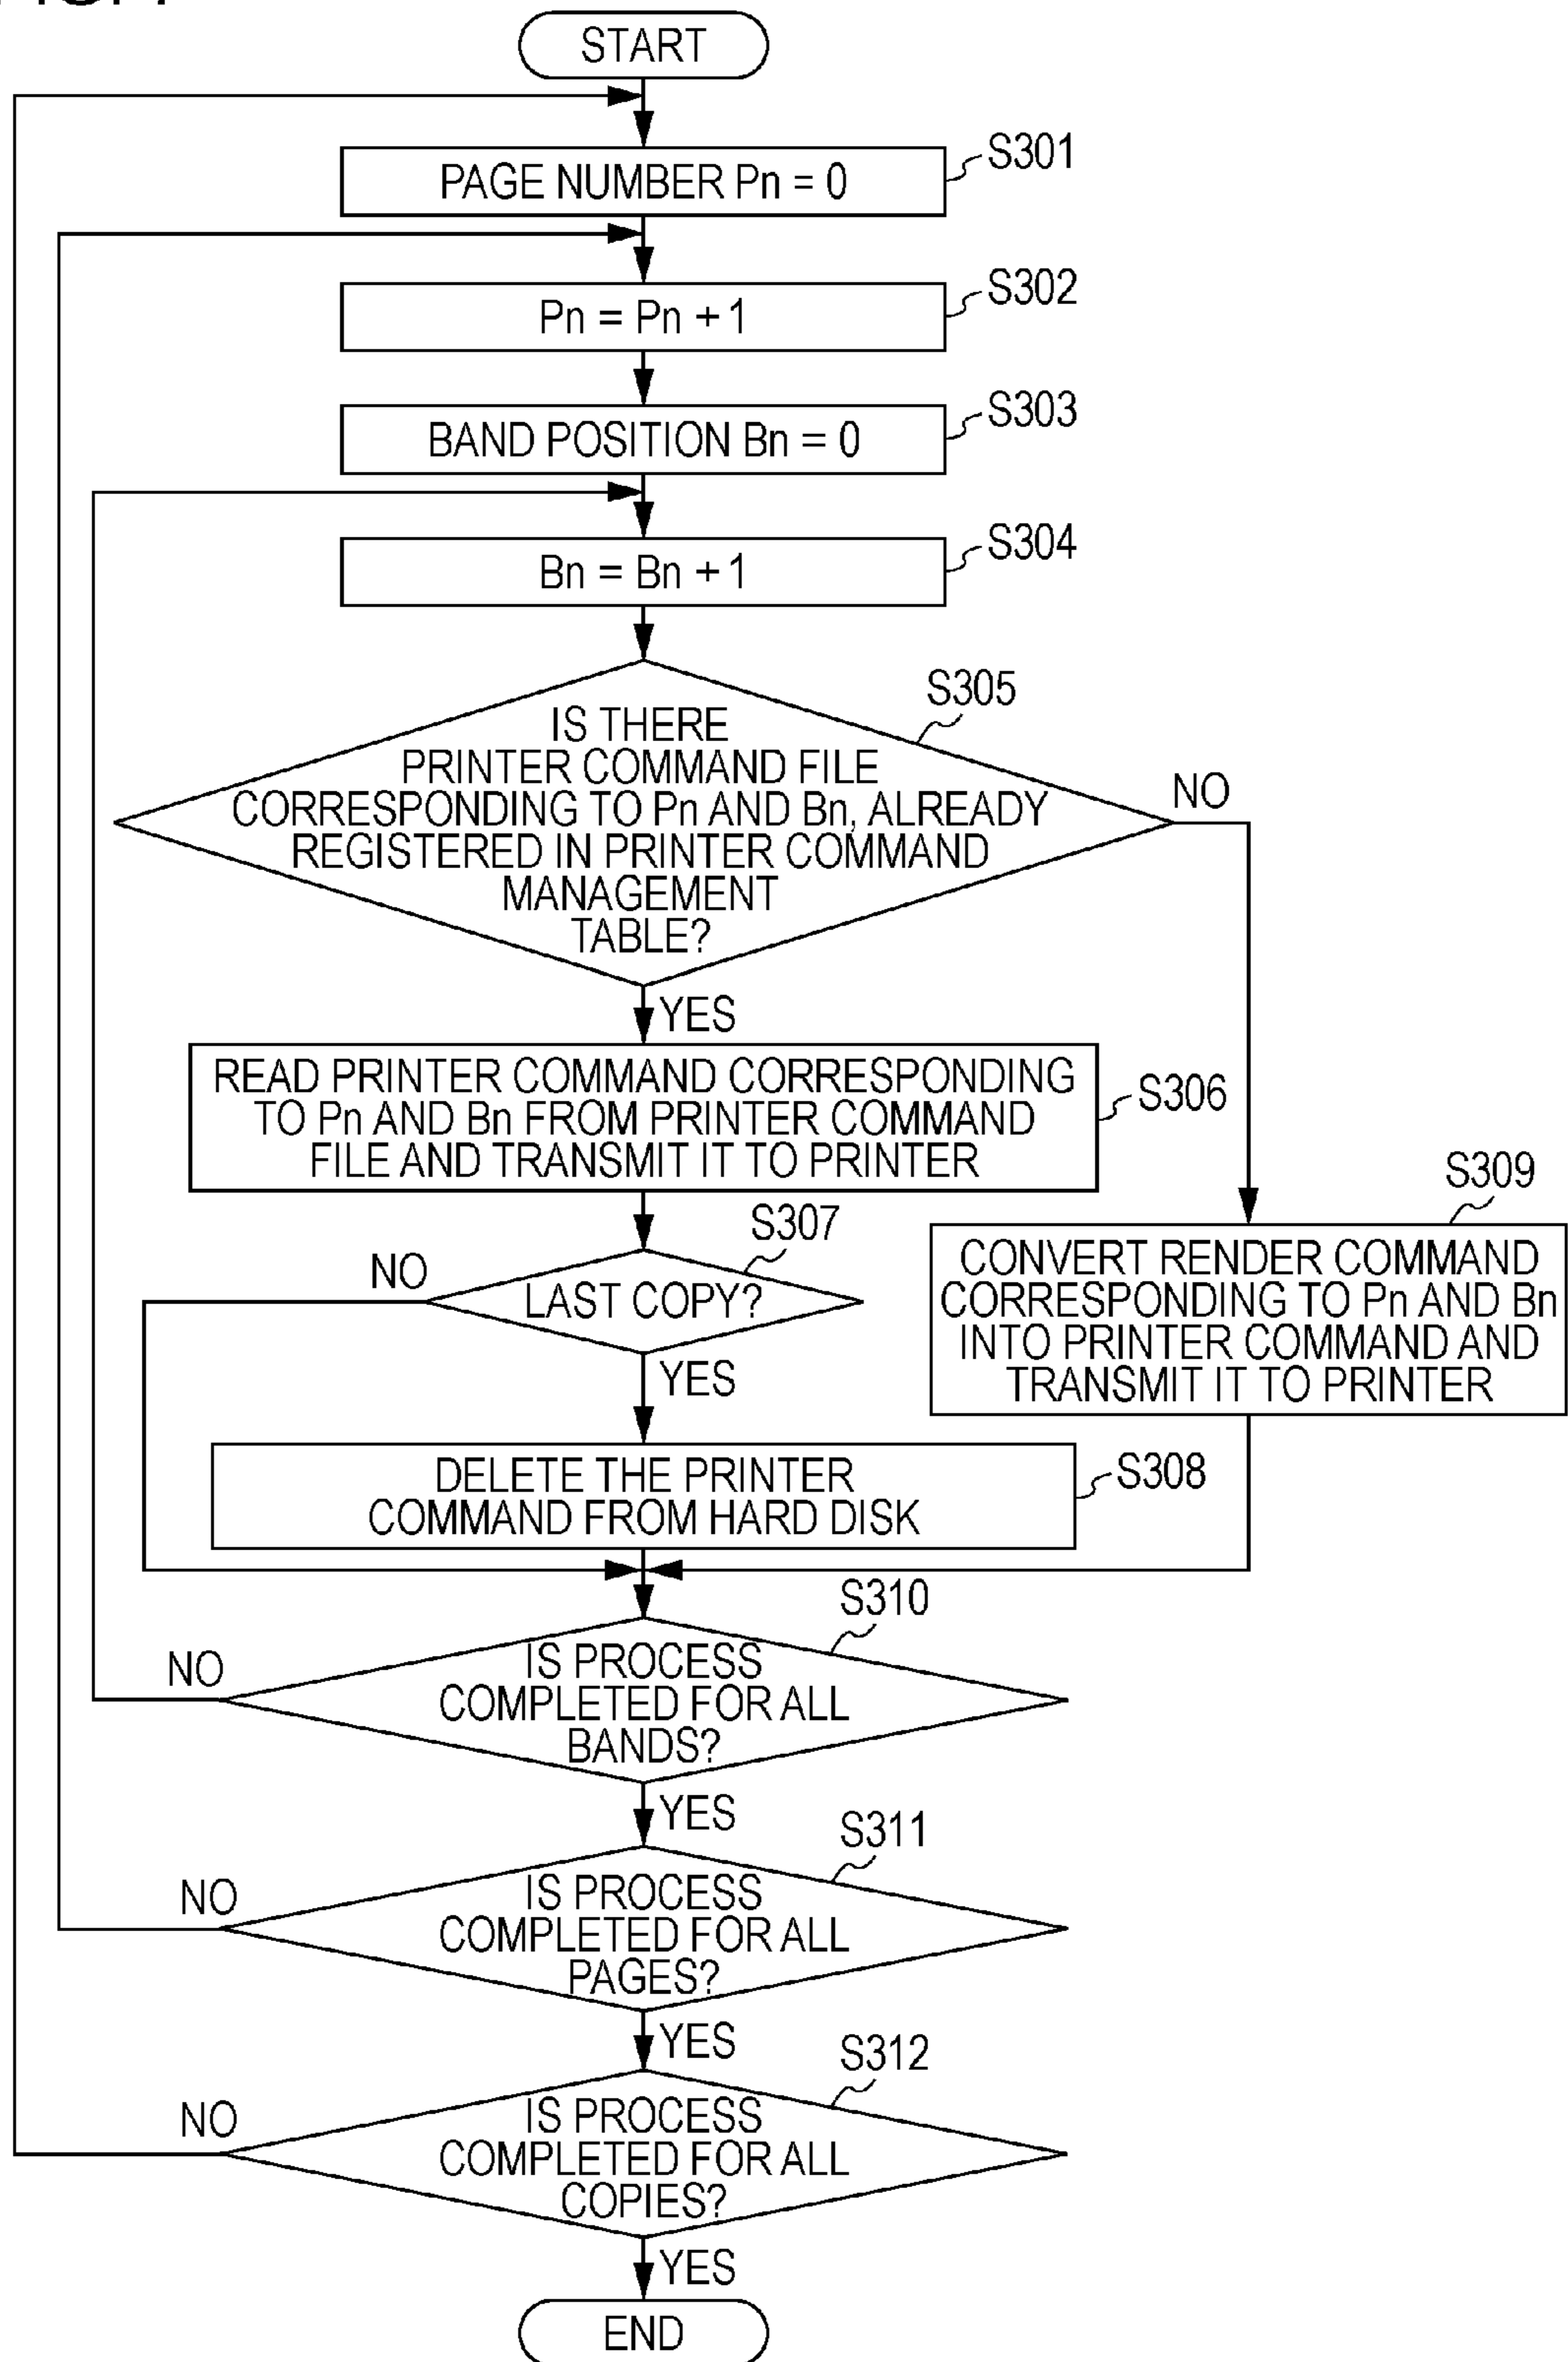 START
PAGE NUMBER Pn = 0
S301
Pn = Pn + 1
S302
BAND POSITION Bn = 0
S303
Bn = Bn + 1
S304
S305
IS THERE
PRINTER COMMAND FILE
CORRESPONDING TO Pn AND Bn, ALREADY
REGISTERED IN PRINTER COMMAND
MANAGEMENT
TABLE?
NO
YES
READ PRINTER COMMAND CORRESPONDING
TO Pn AND Bn FROM PRINTER COMMAND
FILE AND TRANSMIT IT TO PRINTER
S306
S307
NO
LAST COPY?
YES
S309
CONVERT RENDER COMMAND
CORRESPONDING TO Pn AND Bn
INTO PRINTER COMMAND AND
TRANSMIT IT TO PRINTER
DELETE THE PRINTER
COMMAND FROM HARD DISK
S308
S310
NO
IS PROCESS
COMPLETED FOR ALL
BANDS?
YES
S311
NO
IS PROCESS
COMPLETED FOR ALL
PAGES?
YES
S312
NO
IS PROCESS
COMPLETED FOR ALL
COPIES?
YES
END